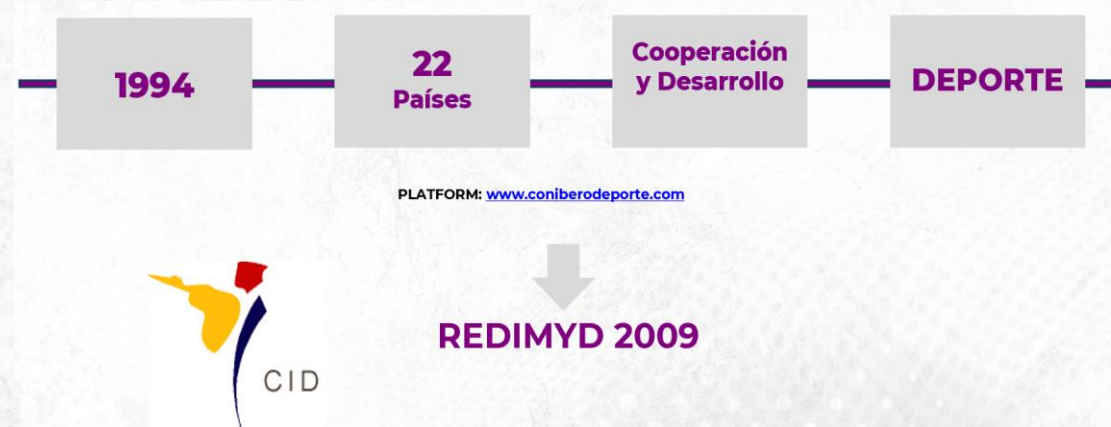 1994
22
Países
Cooperación
y Desarrollo
DEPORTE
PLATFORM: www.coniberodeporte.com
REDIMYD 2009
CID